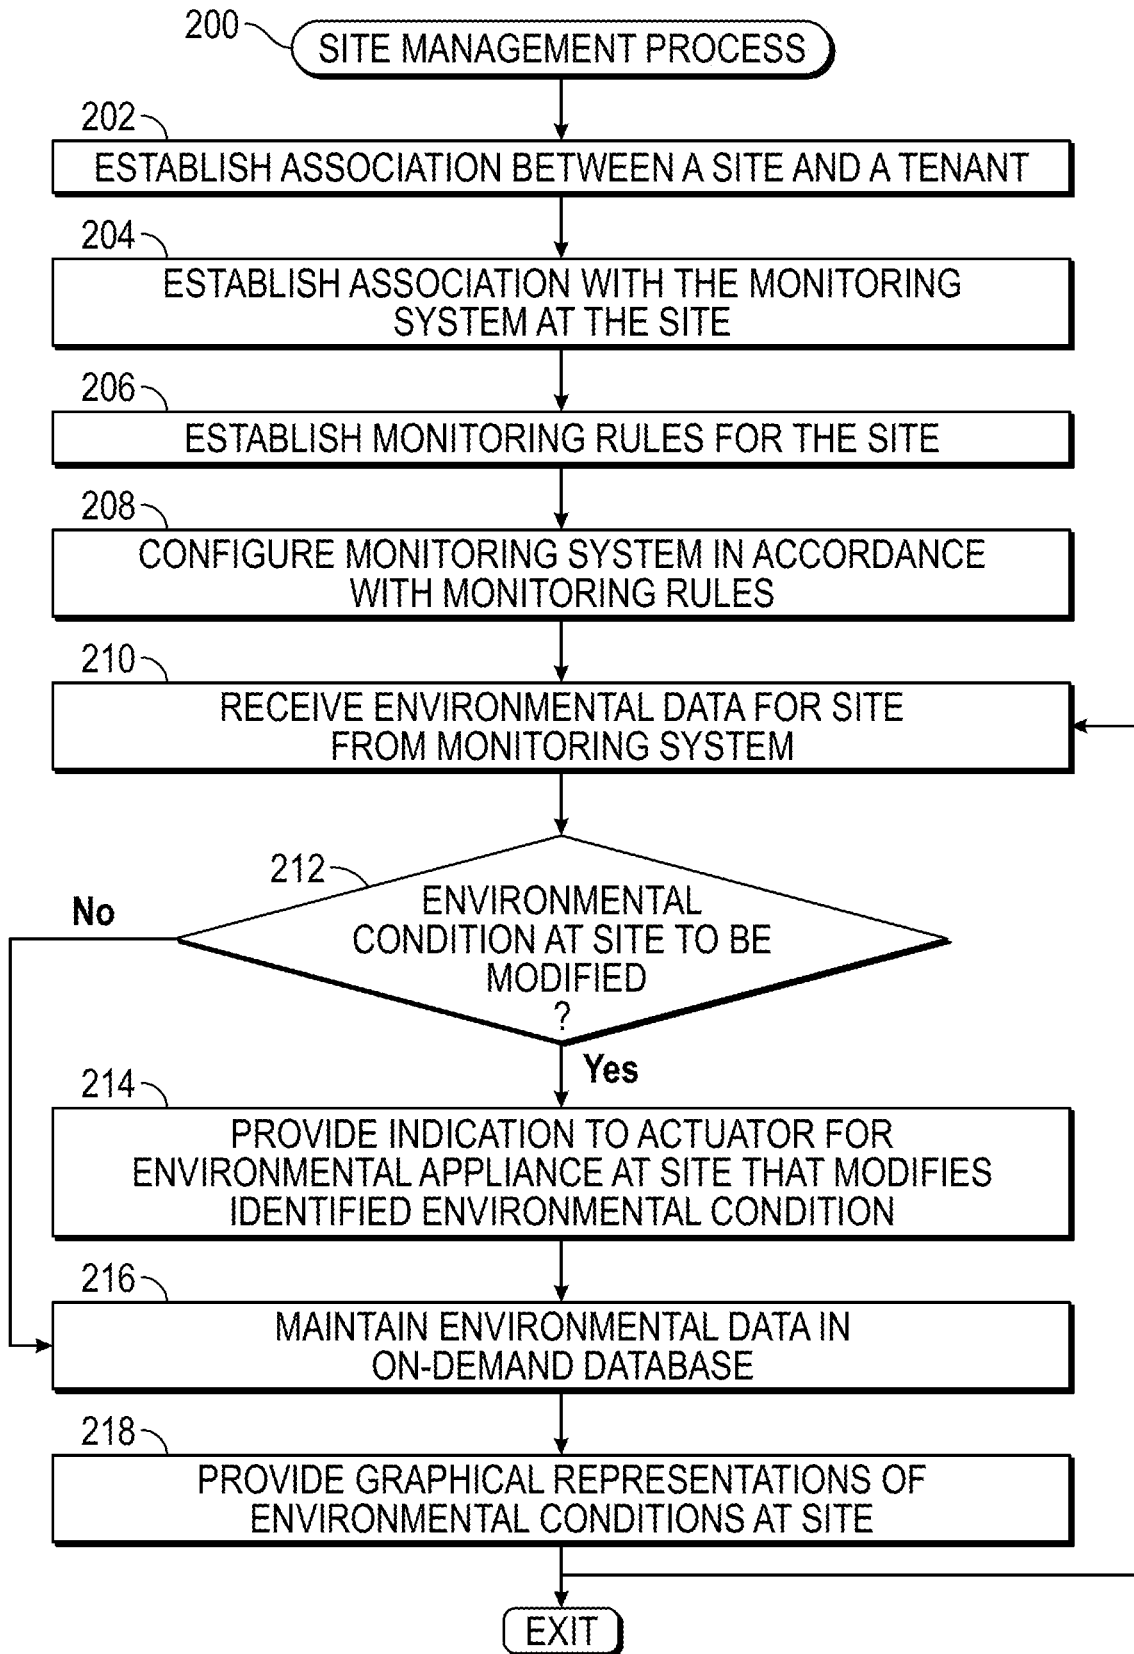 200
SITE MANAGEMENT PROCESS
202
ESTABLISH ASSOCIATION BETWEEN A SITE AND A TENANT
204
ESTABLISH ASSOCIATION WITH THE MONITORING
SYSTEM AT THE SITE
206
ESTABLISH MONITORING RULES FOR THE SITE
208
CONFIGURE MONITORING SYSTEM IN ACCORDANCE
WITH MONITORING RULES
210
RECEIVE ENVIRONMENTAL DATA FOR SITE
FROM MONITORING SYSTEM
212
ENVIRONMENTAL
CONDITION AT SITE TO BE
MODIFIED
?
No
Yes
214
PROVIDE INDICATION TO ACTUATOR FOR
ENVIRONMENTAL APPLIANCE AT SITE THAT MODIFIES
IDENTIFIED ENVIRONMENTAL CONDITION
216
MAINTAIN ENVIRONMENTAL DATA IN
ON-DEMAND DATABASE
218
PROVIDE GRAPHICAL REPRESENTATIONS OF
ENVIRONMENTAL CONDITIONS AT SITE
EXIT